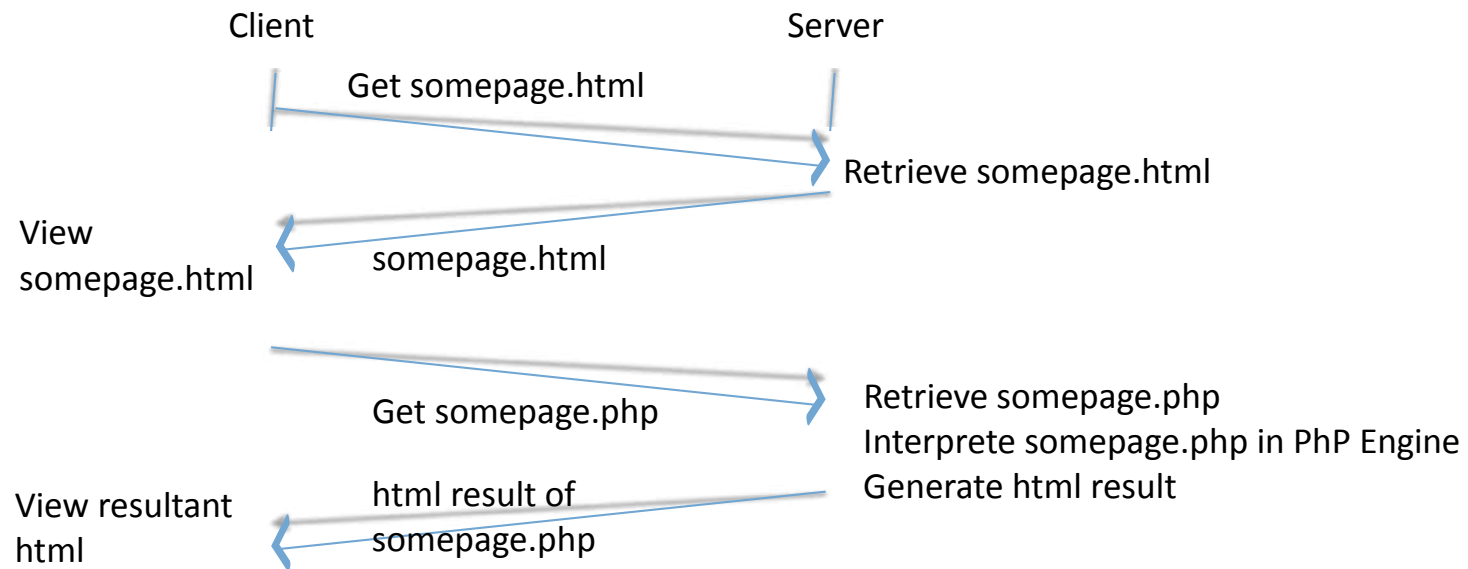 Client
Server
Get somepage.html
Retrieve somepage.html
View
somepage.html
somepage.html
Get somepage.php
Retrieve somepage.php
Interprete somepage.php in PhP Engine
Generate html result
html result of
somepage.php
View resultant
html